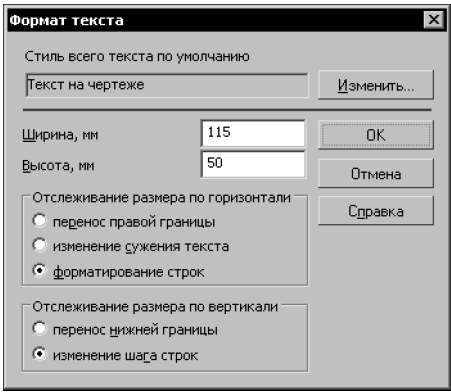 Формат текста
Стиль всего текста по умолчанию
Текст на чертеже
Изменить...
Ширина, мм 115
OK
Высота, мм 50
Отмена
Справка
Отслеживание размера по горизонтали
перенос правой границы
изменение сужения текста
форматирование строк
Отслеживание размера по вертикали
перенос нижней границы
изменение шага строк